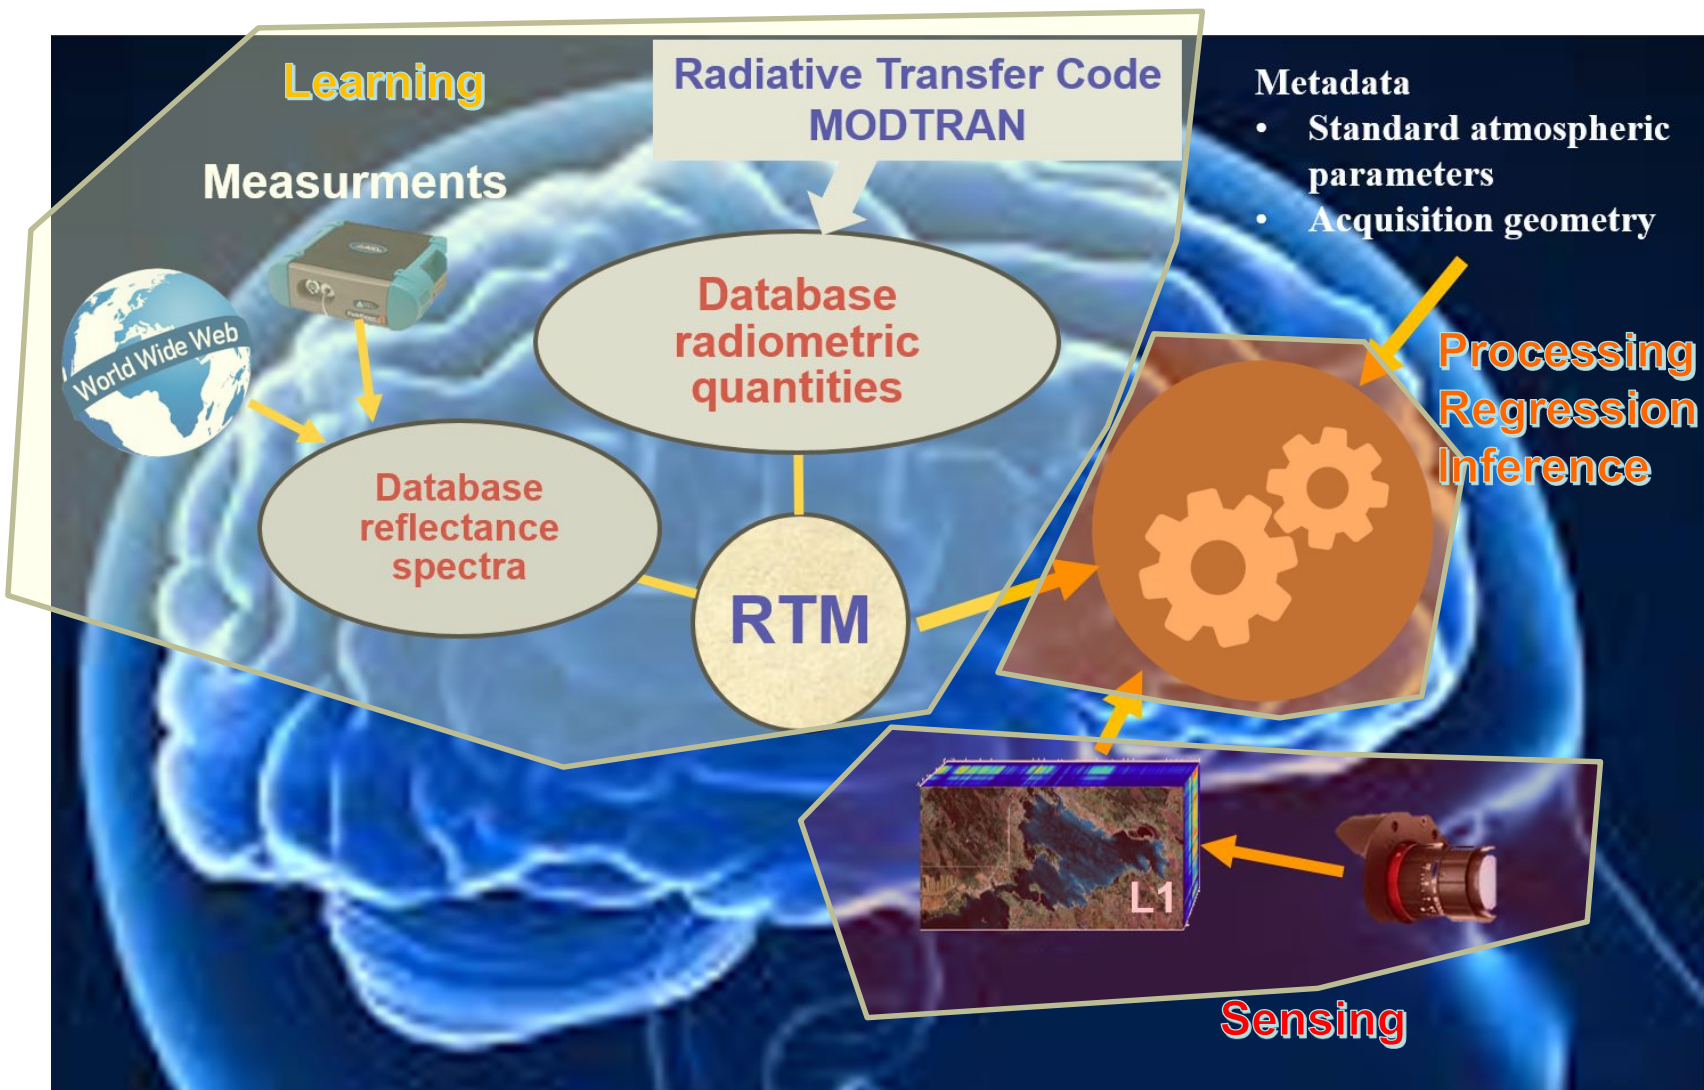 Learning
Radiative Transfer Code
MODTRAN
Metadata
• Standard atmospheric
parameters
• Acquisition geometry
Measurments
World Wide Web
Database
radiometric
quantities
Processing
Regression
Inference
Database
reflectance
spectra
RTM
L1
Sensing